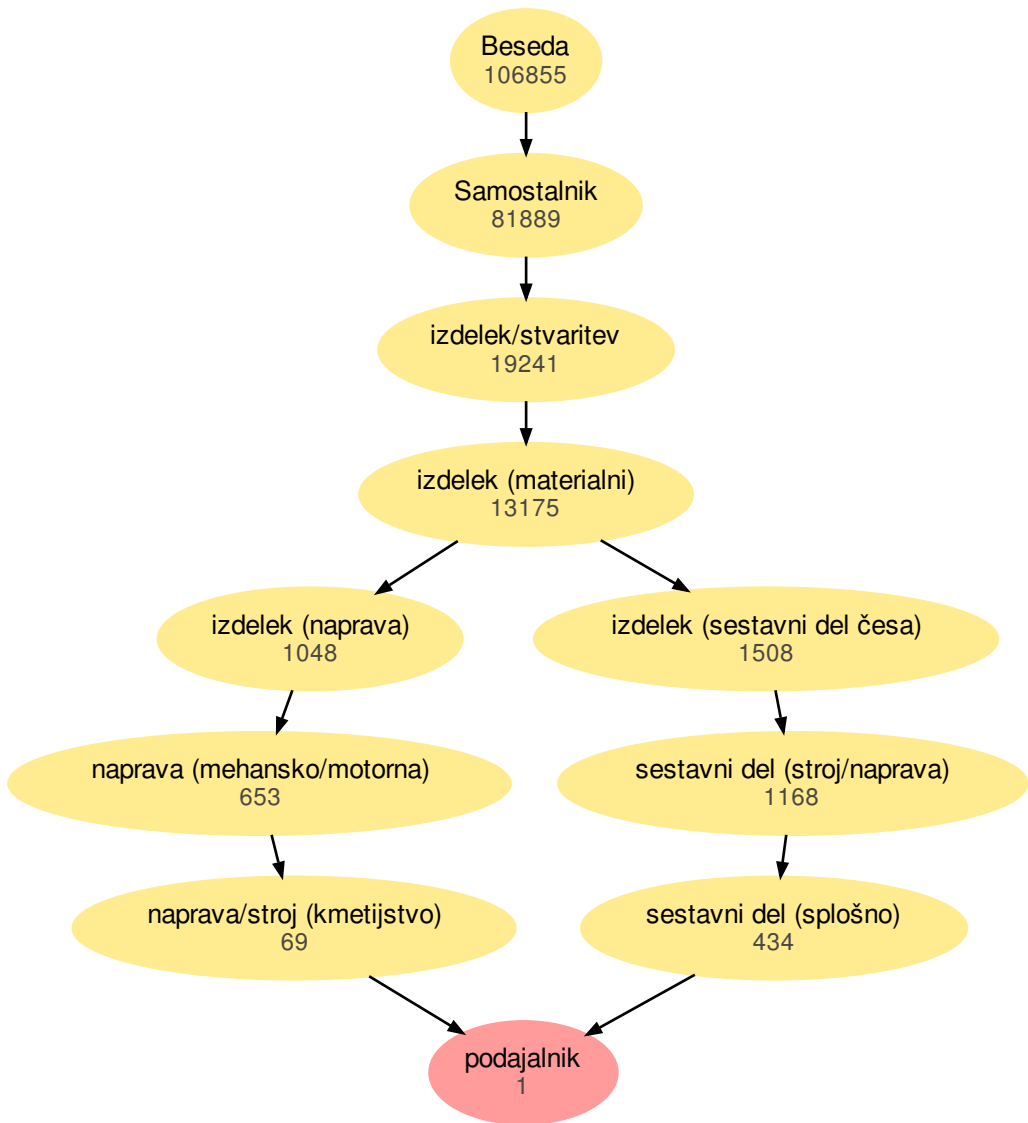 Beseda
106855
Samostalnik
81889
izdelek/stvaritev
19241
izdelek (materialni)
13175
izdelek (naprava)
1048
izdelek (sestavni del česa)
1508
naprava (mehansko/motorna)
653
sestavni del (stroj/naprava)
1168
naprava/stroj (kmetijstvo)
69
sestavni del (splošno)
434
podajalnik
1